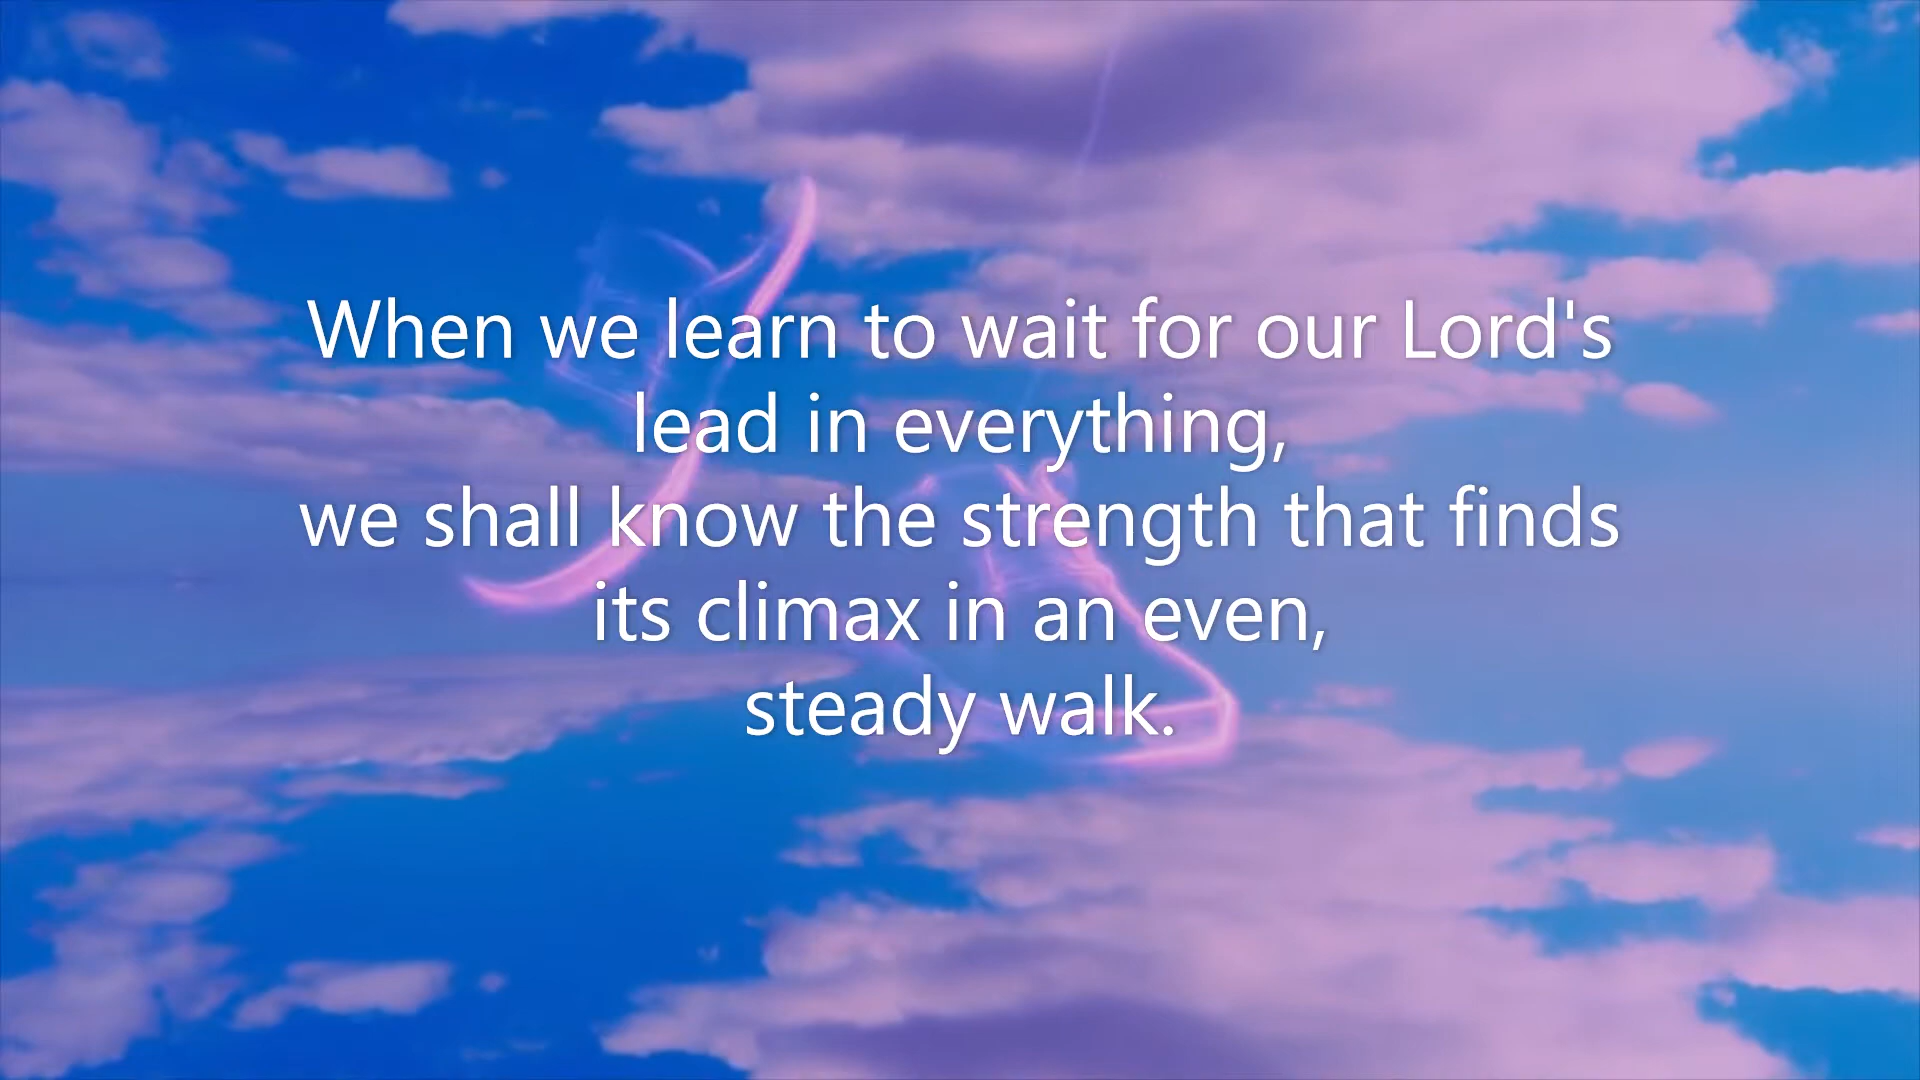 When we learn to wait for our Lord's
lead in everything,
we shall know the strength that finds
its climax in an even,
steady walk.